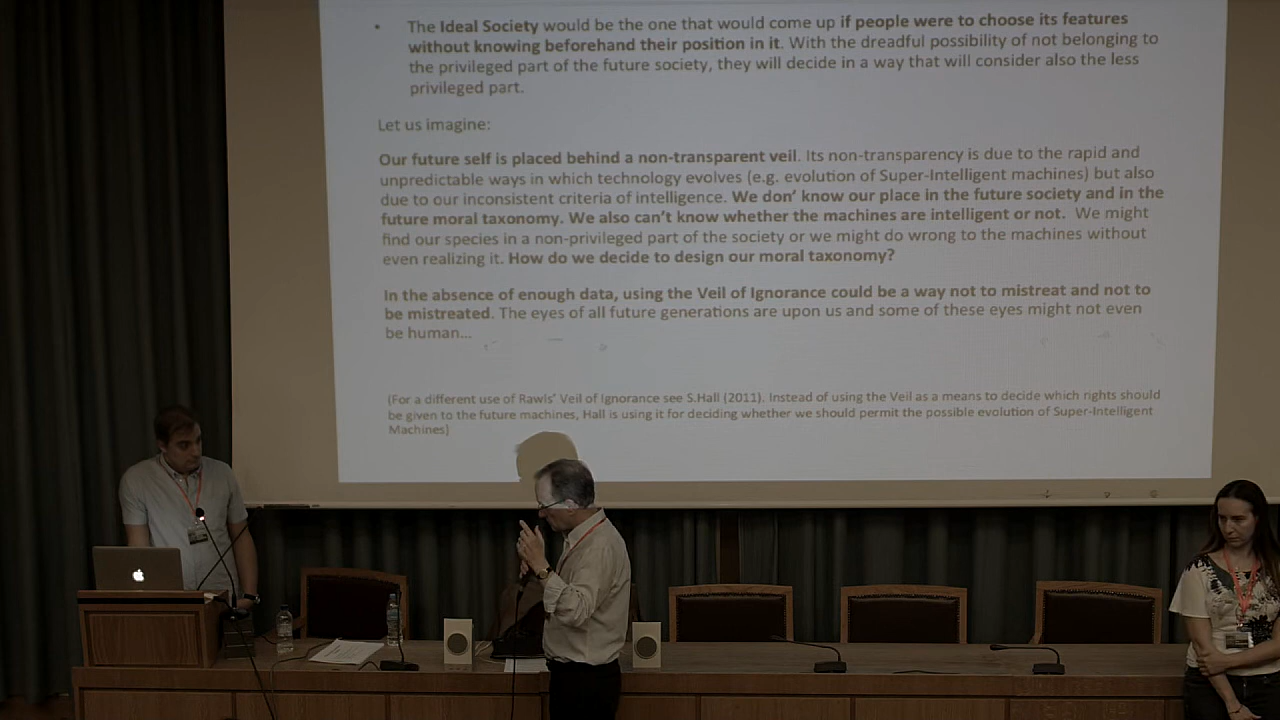 • The Ideal Society would be the one that would come up if people were to choose its features
without knowing beforehand their position in it. With the dreadful possibility of not belonging to
the privileged part of the future society, they will decide in a way that will consider also the less
privileged part.
Let us imagine:
Our future self is placed behind a non-transparent veil. Its non-transparency is due to the rapid and
unpredictable ways in which technology evolves (e.g. evolution of Super-Intelligent machines) but also
due to our inconsistent criteria of intelligence. We don' know our place in the future society and in the
future moral taxonomy. We also can't know whether the machines are intelligent or not. We might
find our species in a non-privileged part of the society or we might do wrong to the machines without
even realizing it. How do we decide to design our moral taxonomy?
In the absence of enough data, using the Veil of Ignorance could be a way not to mistreat and not to
be mistreated. The eyes of all future generations are upon us and some of these eyes might not even
be human...
(For a different use of Rawls' Veil of Ignorance see S.Hall (2011). Instead of using the Veil as a means to decide which rights should
be given to the future machines, Hall is using it for deciding whether we should permit the possible evolution of Super-Intelligent
Machines)